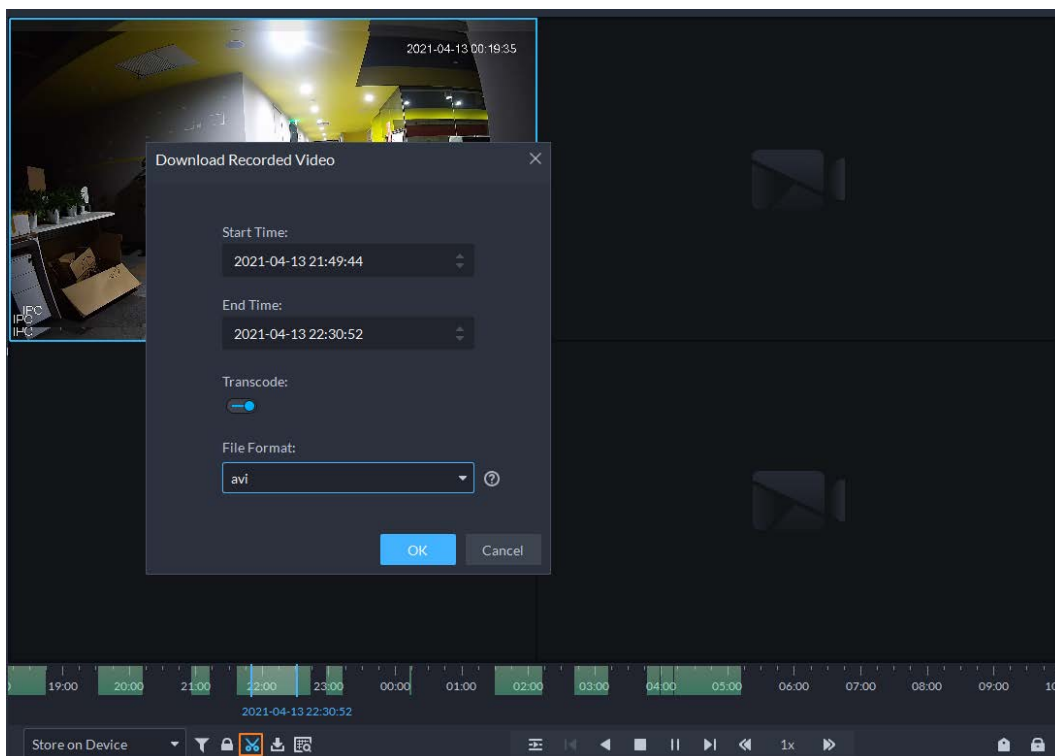 2021-04-13 00:19:35
IPC
IPC
Download Recorded Video
Start Time:
2021-04-13 21:49:44
End Time:
2021-04-13 22:30:52
Transcode:
File Format:
avi
OK
Cancel
19:00 20:00 21:00 22:00 23:00 00:00 01:00 02:00 03:00 04:00 05:00 06:00 07:00 08:00 09:00 10
2021-04-13 22:30:52
Store on Device
1x